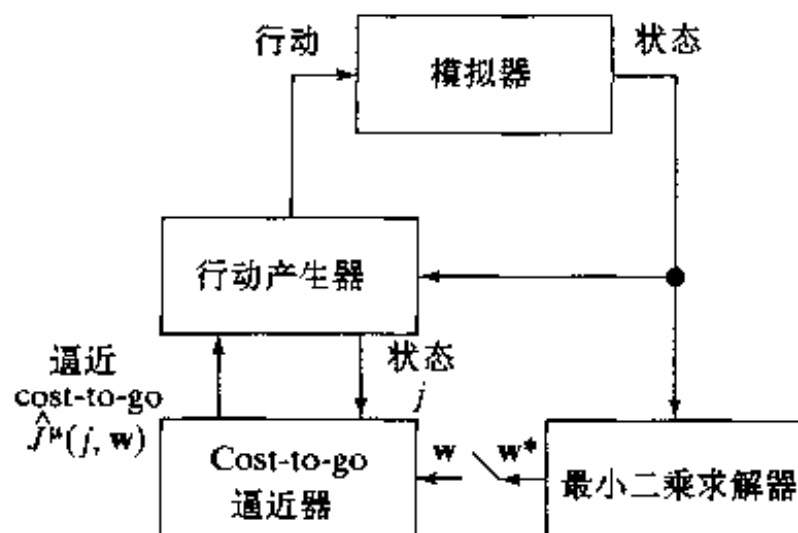 行动
状态
模拟器
行动产生器
逼近
cost-to-go
Ĵᵘ(j, w)
状态
j
Cost-to-go
逼近器
w
w*
最小二乘求解器